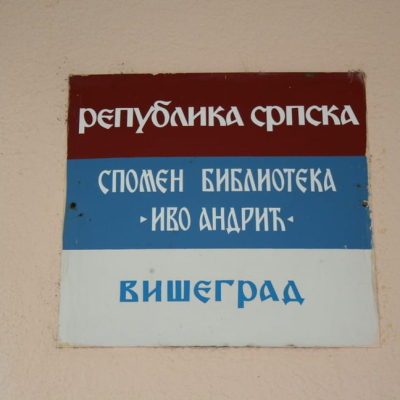 РЕПУБЛИКА СРПСКА
СПОМЕН БИБЛИОТЕКА
▸ИВО АНДРИЋ◂
ВИШЕГРАД